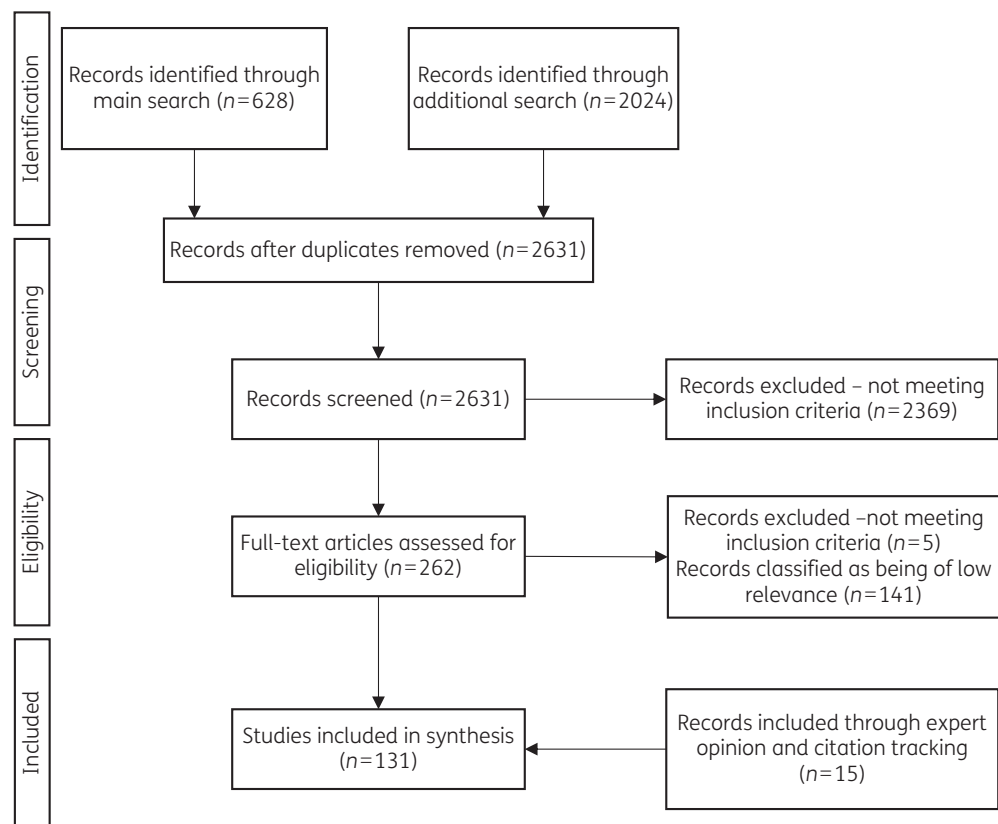 Identification
Records identified through
main search (n=628)
Records identified through
additional search (n=2024)
Records after duplicates removed (n=2631)
Screening
Records screened (n=2631)
Records excluded – not meeting
inclusion criteria (n=2369)
Eligibility
Full-text articles assessed for
eligibility (n=262)
Records excluded –not meeting
inclusion criteria (n=5)
Records classified as being of low
relevance (n=141)
Included
Studies included in synthesis
(n=131)
Records included through expert
opinion and citation tracking
(n=15)